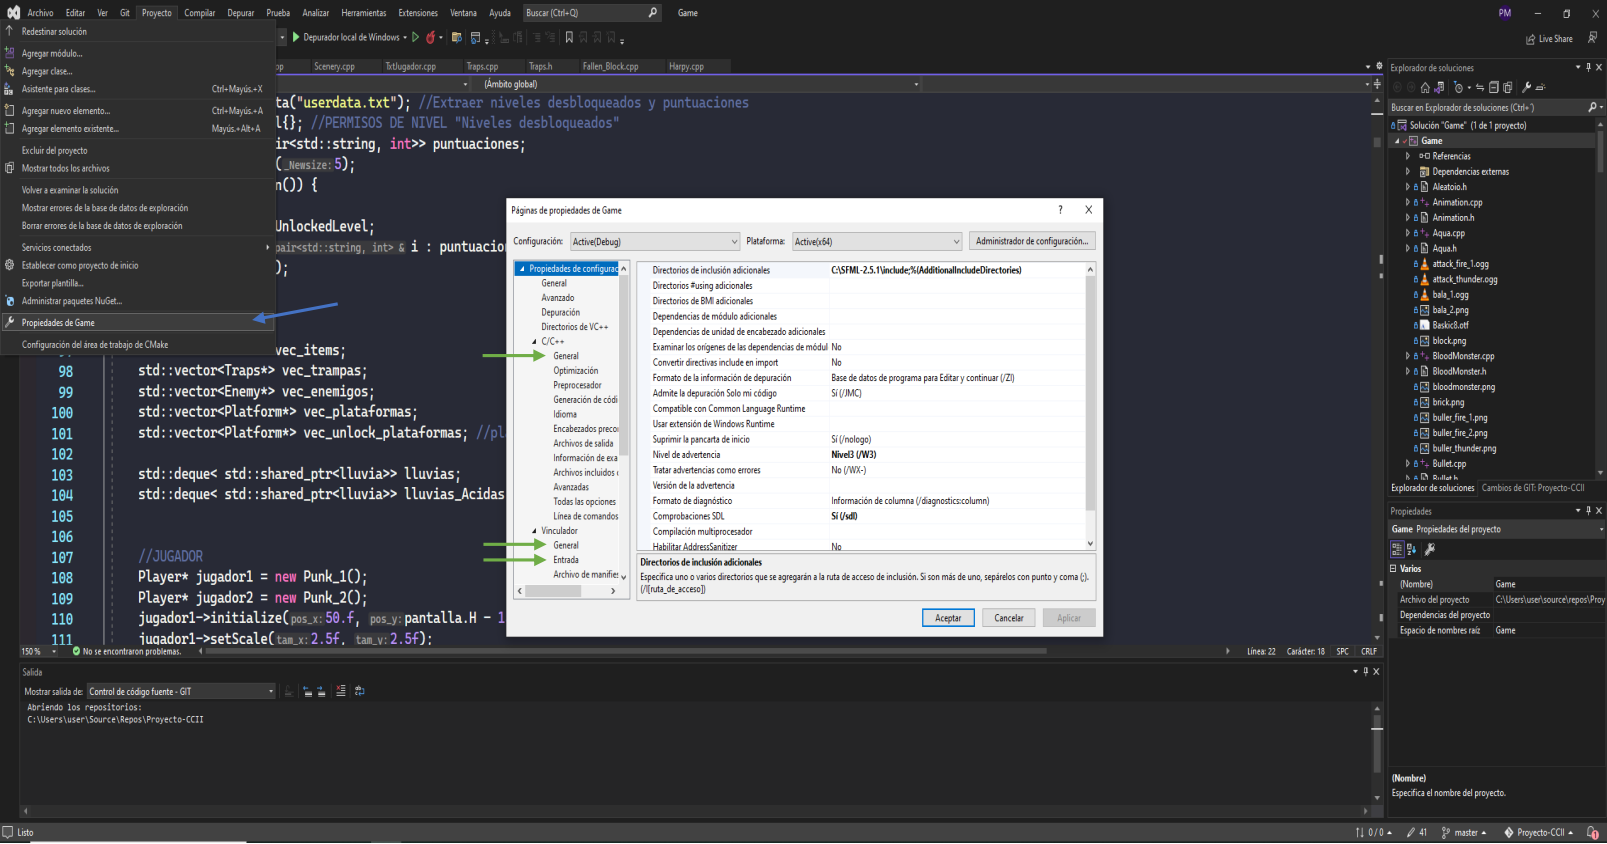 Archivo Editar Ver Git Proyecto Compilar Depurar Prueba Analizar Herramientas Extensiones Ventana Ayuda Buscar (Ctrl+Q) Game PM
Redestinar solución
Agregar módulo...
Agregar clase...
Asistente para clases... Ctrl+Mayús.+X
Agregar nuevo elemento... Ctrl+Mayús.+A
Agregar elemento existente... Mayús.+Alt+A
Excluir del proyecto
Mostrar todos los archivos
Volver a examinar la solución
Mostrar errores de la base de datos de exploración
Borrar errores de la base de datos de exploración
Servicios conectados
Establecer como proyecto de inicio
Exportar plantilla...
Administrar paquetes NuGet...
Propiedades de Game
Configuración del área de trabajo de CMake
Depurador local de Windows
Live Share
pp Scenery.cpp TxtJugador.cpp Traps.cpp Traps.h Fallen_Block.cpp Harpy.cpp
(Ámbito global)
ta("userdata.txt"); //Extraer niveles desbloqueados y puntuaciones
l{}; //PERMISOS DE NIVEL "Niveles desbloqueados"
ir<std::string, int>> puntuaciones;
(_Newsize: 5);
n()) {
UnlockedLevel;
pair<std::string, int> & i : puntuacion
);
vec_items;
98 std::vector<Traps*> vec_trampas;
99 std::vector<Enemy*> vec_enemigos;
100 std::vector<Platform*> vec_plataformas;
101 std::vector<Platform*> vec_unlock_plataformas; //pl
102
103 std::deque< std::shared_ptr<lluvia>> lluvias;
104 std::deque< std::shared_ptr<lluvia>> lluvias_Acidas
105
106
107 //JUGADOR
108 Player* jugador1 = new Punk_1();
109 Player* jugador2 = new Punk_2();
110 jugador1->initialize(pos_x: 50.f, pos_y: pantalla.H - 1
111 jugador1->setScale(tam_x: 2.5f, tam_y: 2.5f);
150 % No se encontraron problemas. Línea: 22 Carácter: 18 SPC CRLF
Páginas de propiedades de Game ? X
Configuración: Active(Debug) Plataforma: Active(x64) Administrador de configuración...
Propiedades de configurac
General
Avanzado
Depuración
Directorios de VC++
C/C++
General
Optimización
Preprocesador
Generación de códi
Idioma
Encabezados preco
Archivos de salida
Información de exa
Archivos incluidos
Avanzadas
Todas las opciones
Línea de comandos
Vinculador
General
Entrada
Archivo de manifies
Directorios de inclusión adicionales C:\SFML-2.5.1\include;%(AdditionalIncludeDirectories)
Directorios #using adicionales
Directorios de BMI adicionales
Dependencias de módulo adicionales
Dependencias de unidad de encabezado adicionales
Examinar los orígenes de las dependencias de módul No
Convertir directivas include en import No
Formato de la información de depuración Base de datos de programa para Editar y continuar (/ZI)
Admite la depuración Solo mi código Sí (/JMC)
Compatible con Common Language Runtime
Usar extensión de Windows Runtime
Suprimir la pancarta de inicio Sí (/nologo)
Nivel de advertencia Nivel3 (/W3)
Tratar advertencias como errores No (/WX-)
Versión de la advertencia
Formato de diagnóstico Información de columna (/diagnostics:column)
Comprobaciones SDL Sí (/sdl)
Compilación multiprocesador
Habilitar AddressSanitizer No
Directorios de inclusión adicionales
Especifica uno o varios directorios que se agregarán a la ruta de acceso de inclusión. Si son más de uno, sepárelos con punto y coma (;).
(/I[ruta_de_acceso])
Aceptar Cancelar Aplicar
Explorador de soluciones
Buscar en Explorador de soluciones (Ctrl+´)
Solución "Game" (1 de 1 proyecto)
Game
Referencias
Dependencias externas
Aleatoio.h
Animation.cpp
Animation.h
Aqua.cpp
Aqua.h
attack_fire_1.ogg
attack_thunder.ogg
bala_1.ogg
bala_2.png
Baskic8.otf
block.png
BloodMonster.cpp
BloodMonster.h
bloodmonster.png
brick.png
buller_fire_1.png
buller_fire_2.png
buller_thunder.png
Bullet.cpp
Bullet.h
Explorador de soluciones Cambios de GIT: Proyecto-CCII
Propiedades
Game Propiedades del proyecto
Varios
(Nombre) Game
Archivo del proyecto C:\Users\user\source\repos\Proy
Dependencias del proyecto
Espacio de nombres raíz Game
(Nombre)
Especifica el nombre del proyecto.
Salida
Mostrar salida de: Control de código fuente - GIT
Abriendo los repositorios:
C:\Users\user\Source\Repos\Proyecto-CCII
Listo 0 / 0 41 master Proyecto-CCII